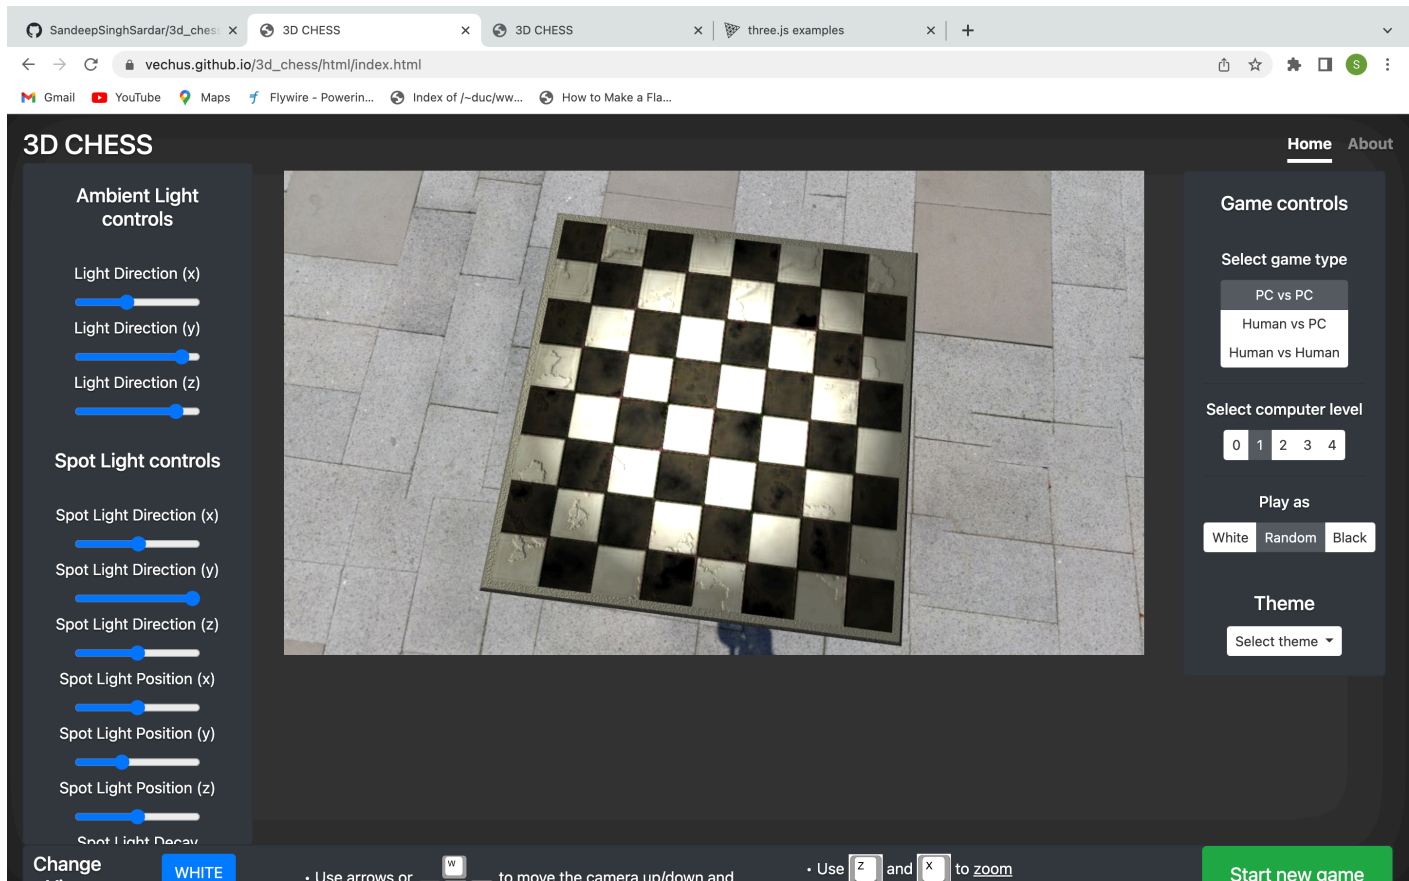 SandeepSinghSardar/3d_ches
3D CHESS
3D CHESS
three.js examples
vechus.github.io/3d_chess/html/index.html
S
Gmail
YouTube
Maps
Flywire - Powerin...
Index of /~duc/ww...
How to Make a Fla...
3D CHESS
Home
About
Ambient Light
controls
Light Direction (x)
Light Direction (y)
Light Direction (z)
Spot Light controls
Spot Light Direction (x)
Spot Light Direction (y)
Spot Light Direction (z)
Spot Light Position (x)
Spot Light Position (y)
Spot Light Position (z)
Spot Light Decay
Game controls
Select game type
PC vs PC
Human vs PC
Human vs Human
Select computer level
0 1 2 3 4
Play as
White Random Black
Theme
Select theme
Change
WHITE
• Use arrows or W to move the camera up/down and
• Use Z and X to zoom
Start new game